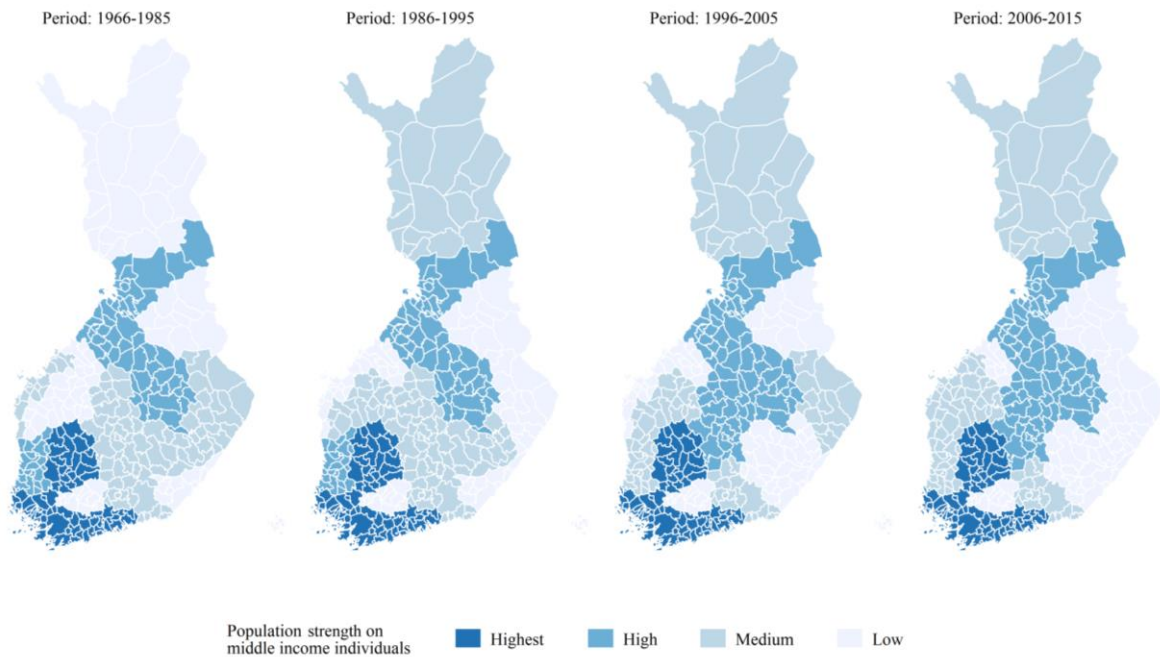 Period: 1966-1985
Period: 1986-1995
Period: 1996-2005
Period: 2006-2015
Population strength on
middle income individuals
Highest
High
Medium
Low